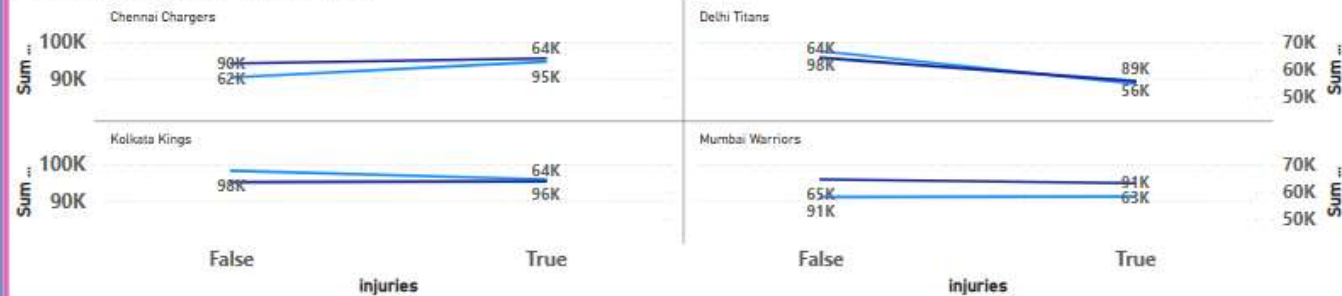 Chennai Chargers
Delhi Titans
100K
90K
Sum ...
90K
62K
64K
95K
64K
98K
89K
56K
70K
60K
50K
Sum ...
Kolkata Kings
Mumbai Warriors
100K
90K
Sum ...
98K
64K
96K
65K
91K
91K
63K
70K
60K
50K
Sum ...
False
True
False
True
injuries
injuries